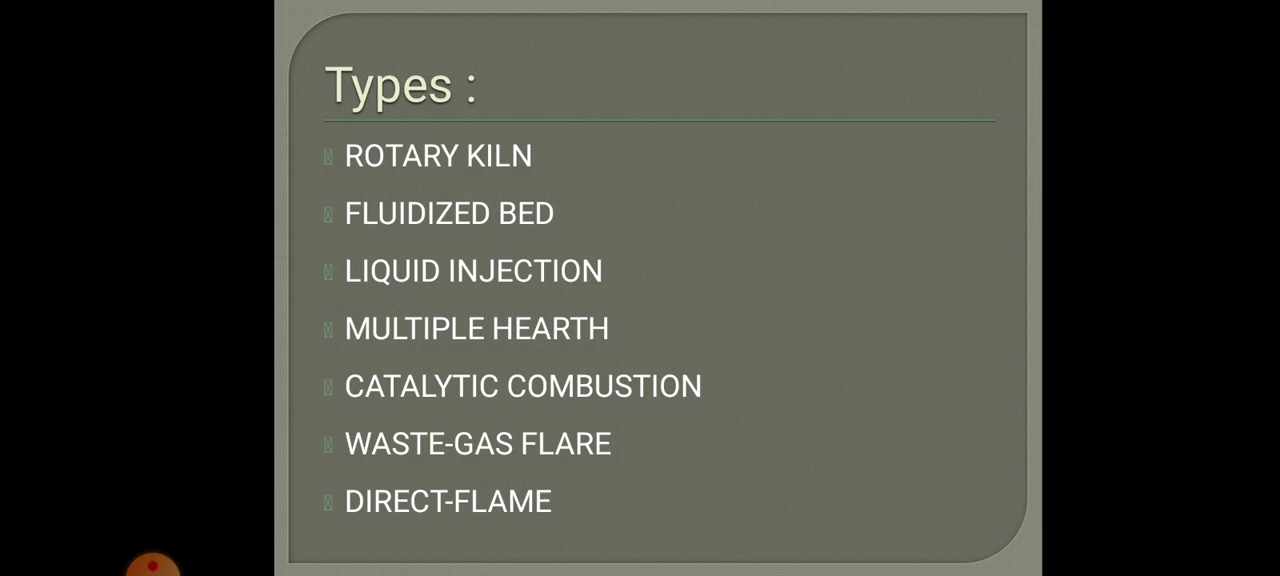 Types :
ROTARY KILN
FLUIDIZED BED
LIQUID INJECTION
MULTIPLE HEARTH
CATALYTIC COMBUSTION
WASTE-GAS FLARE
DIRECT-FLAME